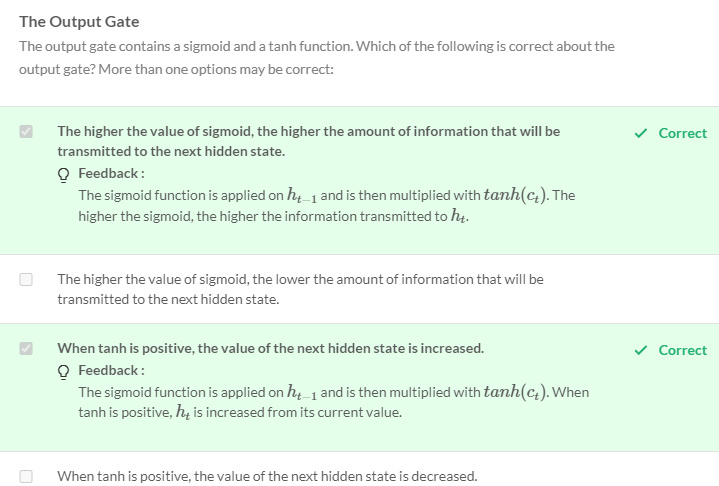 The Output Gate
The output gate contains a sigmoid and a tanh function. Which of the following is correct about the
output gate? More than one options may be correct:
The higher the value of sigmoid, the higher the amount of information that will be
transmitted to the next hidden state.
Correct
Feedback :
The sigmoid function is applied on h_{t-1} and is then multiplied with tanh(c_t). The
higher the sigmoid, the higher the information transmitted to h_t.
The higher the value of sigmoid, the lower the amount of information that will be
transmitted to the next hidden state.
When tanh is positive, the value of the next hidden state is increased.
Correct
Feedback :
The sigmoid function is applied on h_{t-1} and is then multiplied with tanh(c_t). When
tanh is positive, h_t is increased from its current value.
When tanh is positive, the value of the next hidden state is decreased.